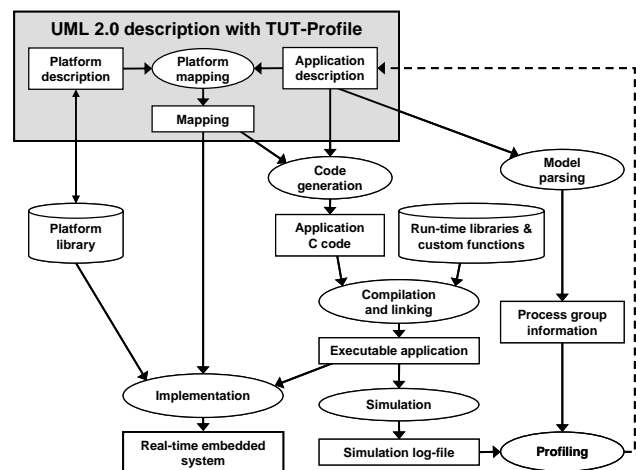 UML 2.0 description with TUT-Profile
Platform
description
Platform
mapping
Application
description
Mapping
Code
generation
Model
parsing
Platform
library
Application
C code
Run-time libraries &
custom functions
Compilation
and linking
Process group
information
Executable application
Implementation
Simulation
Real-time embedded
system
Simulation log-file
Profiling